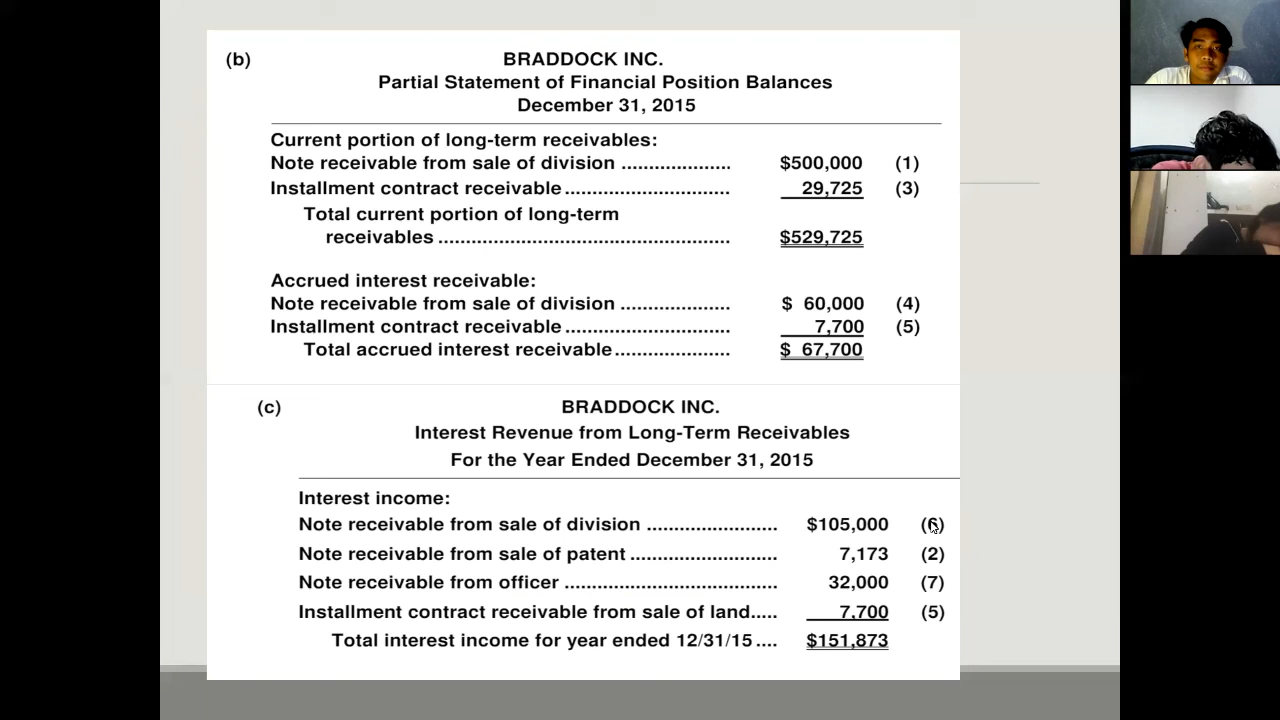 (b) BRADDOCK INC.
Partial Statement of Financial Position Balances
December 31, 2015
Current portion of long-term receivables:
Note receivable from sale of division .................... $500,000 (1)
Installment contract receivable .............................. 29,725 (3)
Total current portion of long-term
receivables ..................................................... $529,725
Accrued interest receivable:
Note receivable from sale of division .................... $ 60,000 (4)
Installment contract receivable .............................. 7,700 (5)
Total accrued interest receivable ..................... $ 67,700
(c) BRADDOCK INC.
Interest Revenue from Long-Term Receivables
For the Year Ended December 31, 2015
Interest income:
Note receivable from sale of division ........................ $105,000 (6)
Note receivable from sale of patent ........................... 7,173 (2)
Note receivable from officer ....................................... 32,000 (7)
Installment contract receivable from sale of land..... 7,700 (5)
Total interest income for year ended 12/31/15 .... $151,873